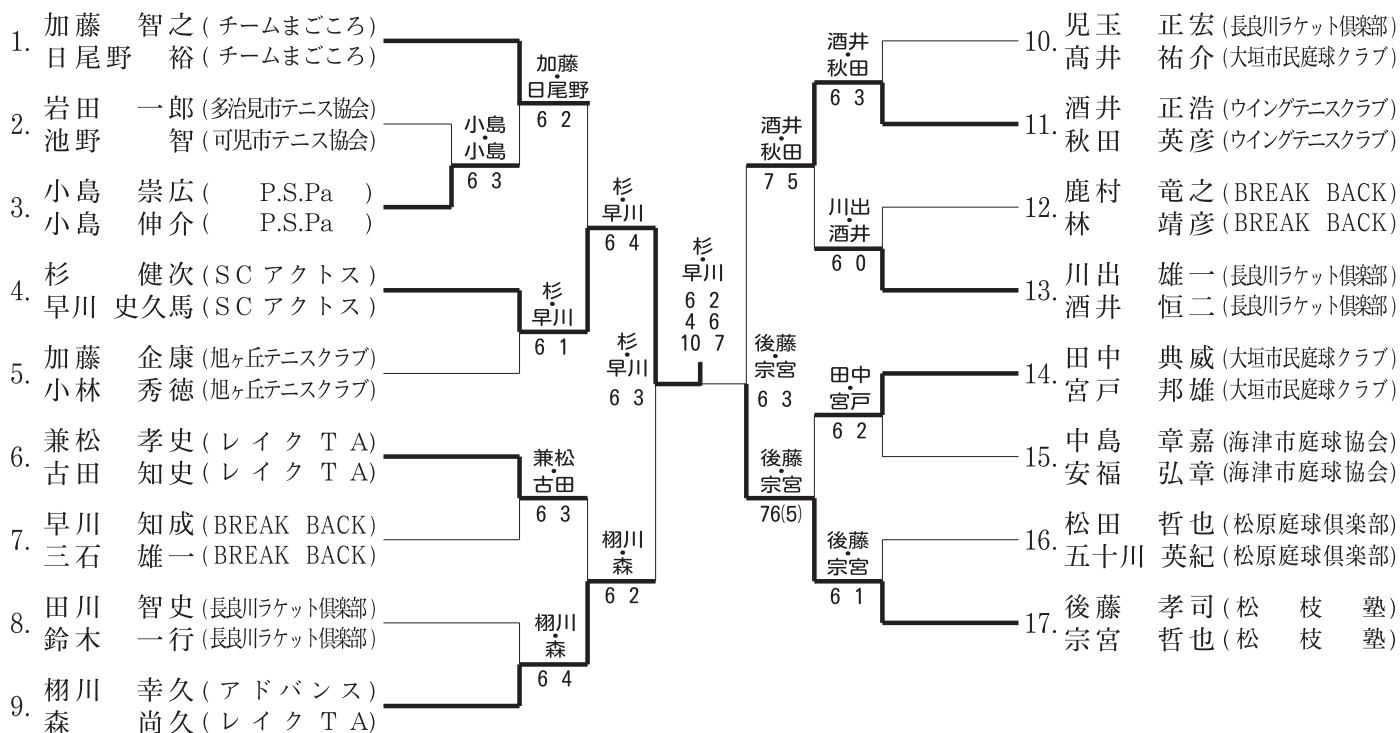 1. 加藤 智之 (チームまごころ)
日尾野 裕 (チームまごころ)
2. 岩田 一郎 (多治見市テニス協会)
池野 智 (可児市テニス協会)
3. 小島 崇広 ( P.S.Pa )
小島 伸介 ( P.S.Pa )
4. 杉 健次 (SC アクトス)
早川 史久馬 (SC アクトス)
5. 加藤 企康 (旭ヶ丘テニスクラブ)
小林 秀徳 (旭ヶ丘テニスクラブ)
6. 兼松 孝史 (レイク T A)
古田 知史 (レイク T A)
7. 早川 知成 (BREAK BACK)
三石 雄一 (BREAK BACK)
8. 田川 智史 (長良川ラケット倶楽部)
鈴木 一行 (長良川ラケット倶楽部)
9. 栩川 幸久 (アドバンス)
森 尚久 (レイク T A)
小島・
小島
6 3
加藤・
日尾野
6 2
杉・
早川
6 1
兼松・
古田
6 3
栩川・
森
6 4
杉・
早川
6 4
栩川・
森
6 2
杉・
早川
6 3
杉・
早川
6 2
4 6
10 7
後藤・
宗宮
6 3
酒井・
秋田
7 5
後藤・
宗宮
76(5)
酒井・
秋田
6 3
川出・
酒井
6 0
田中・
宮戸
6 2
後藤・
宗宮
6 1
10. 児玉 正宏 (長良川ラケット倶楽部)
髙井 祐介 (大垣市民庭球クラブ)
11. 酒井 正浩 (ウイングテニスクラブ)
秋田 英彦 (ウイングテニスクラブ)
12. 鹿村 竜之 (BREAK BACK)
林 靖彦 (BREAK BACK)
13. 川出 雄一 (長良川ラケット倶楽部)
酒井 恒二 (長良川ラケット倶楽部)
14. 田中 典威 (大垣市民庭球クラブ)
宮戸 邦雄 (大垣市民庭球クラブ)
15. 中島 章嘉 (海津市庭球協会)
安福 弘章 (海津市庭球協会)
16. 松田 哲也 (松原庭球倶楽部)
五十川 英紀 (松原庭球倶楽部)
17. 後藤 孝司 (松 枝 塾)
宗宮 哲也 (松 枝 塾)